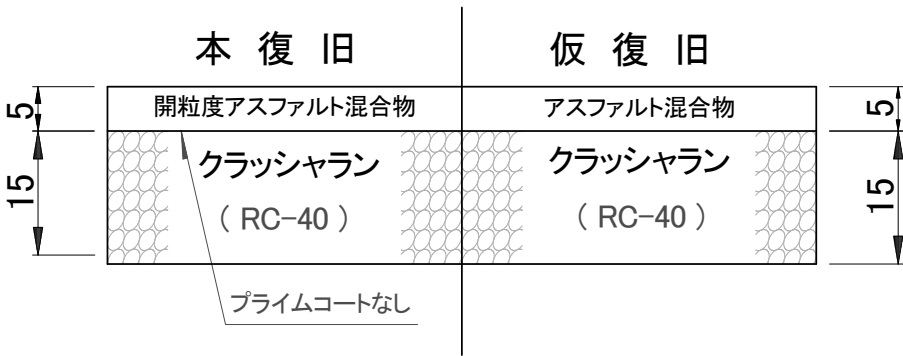 本復旧
仮復旧
5
開粒度アスファルト混合物
アスファルト混合物
5
15
クラッシャラン
(RC-40)
クラッシャラン
(RC-40)
15
プライムコートなし